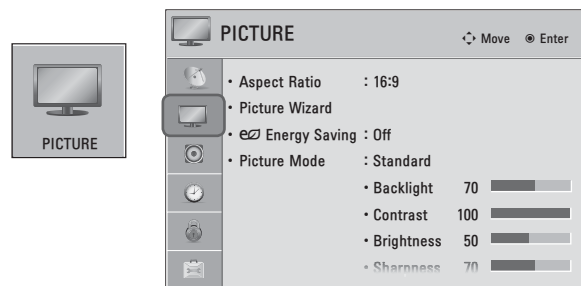 PICTURE
PICTURE Move Enter
• Aspect Ratio : 16:9
• Picture Wizard
• Energy Saving : Off
• Picture Mode : Standard
• Backlight 70
• Contrast 100
• Brightness 50
• Sharpness 70